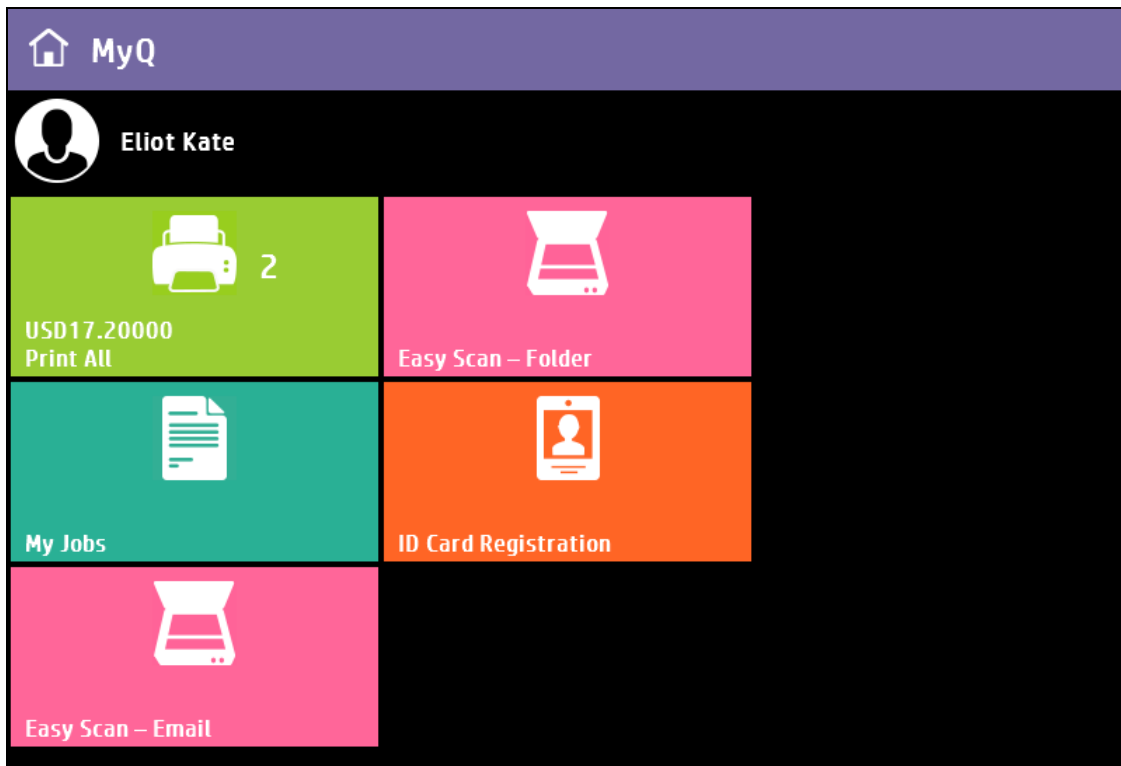 MyQ
Eliot Kate
2
USD17.20000
Print All
Easy Scan – Folder
My Jobs
ID Card Registration
Easy Scan – Email